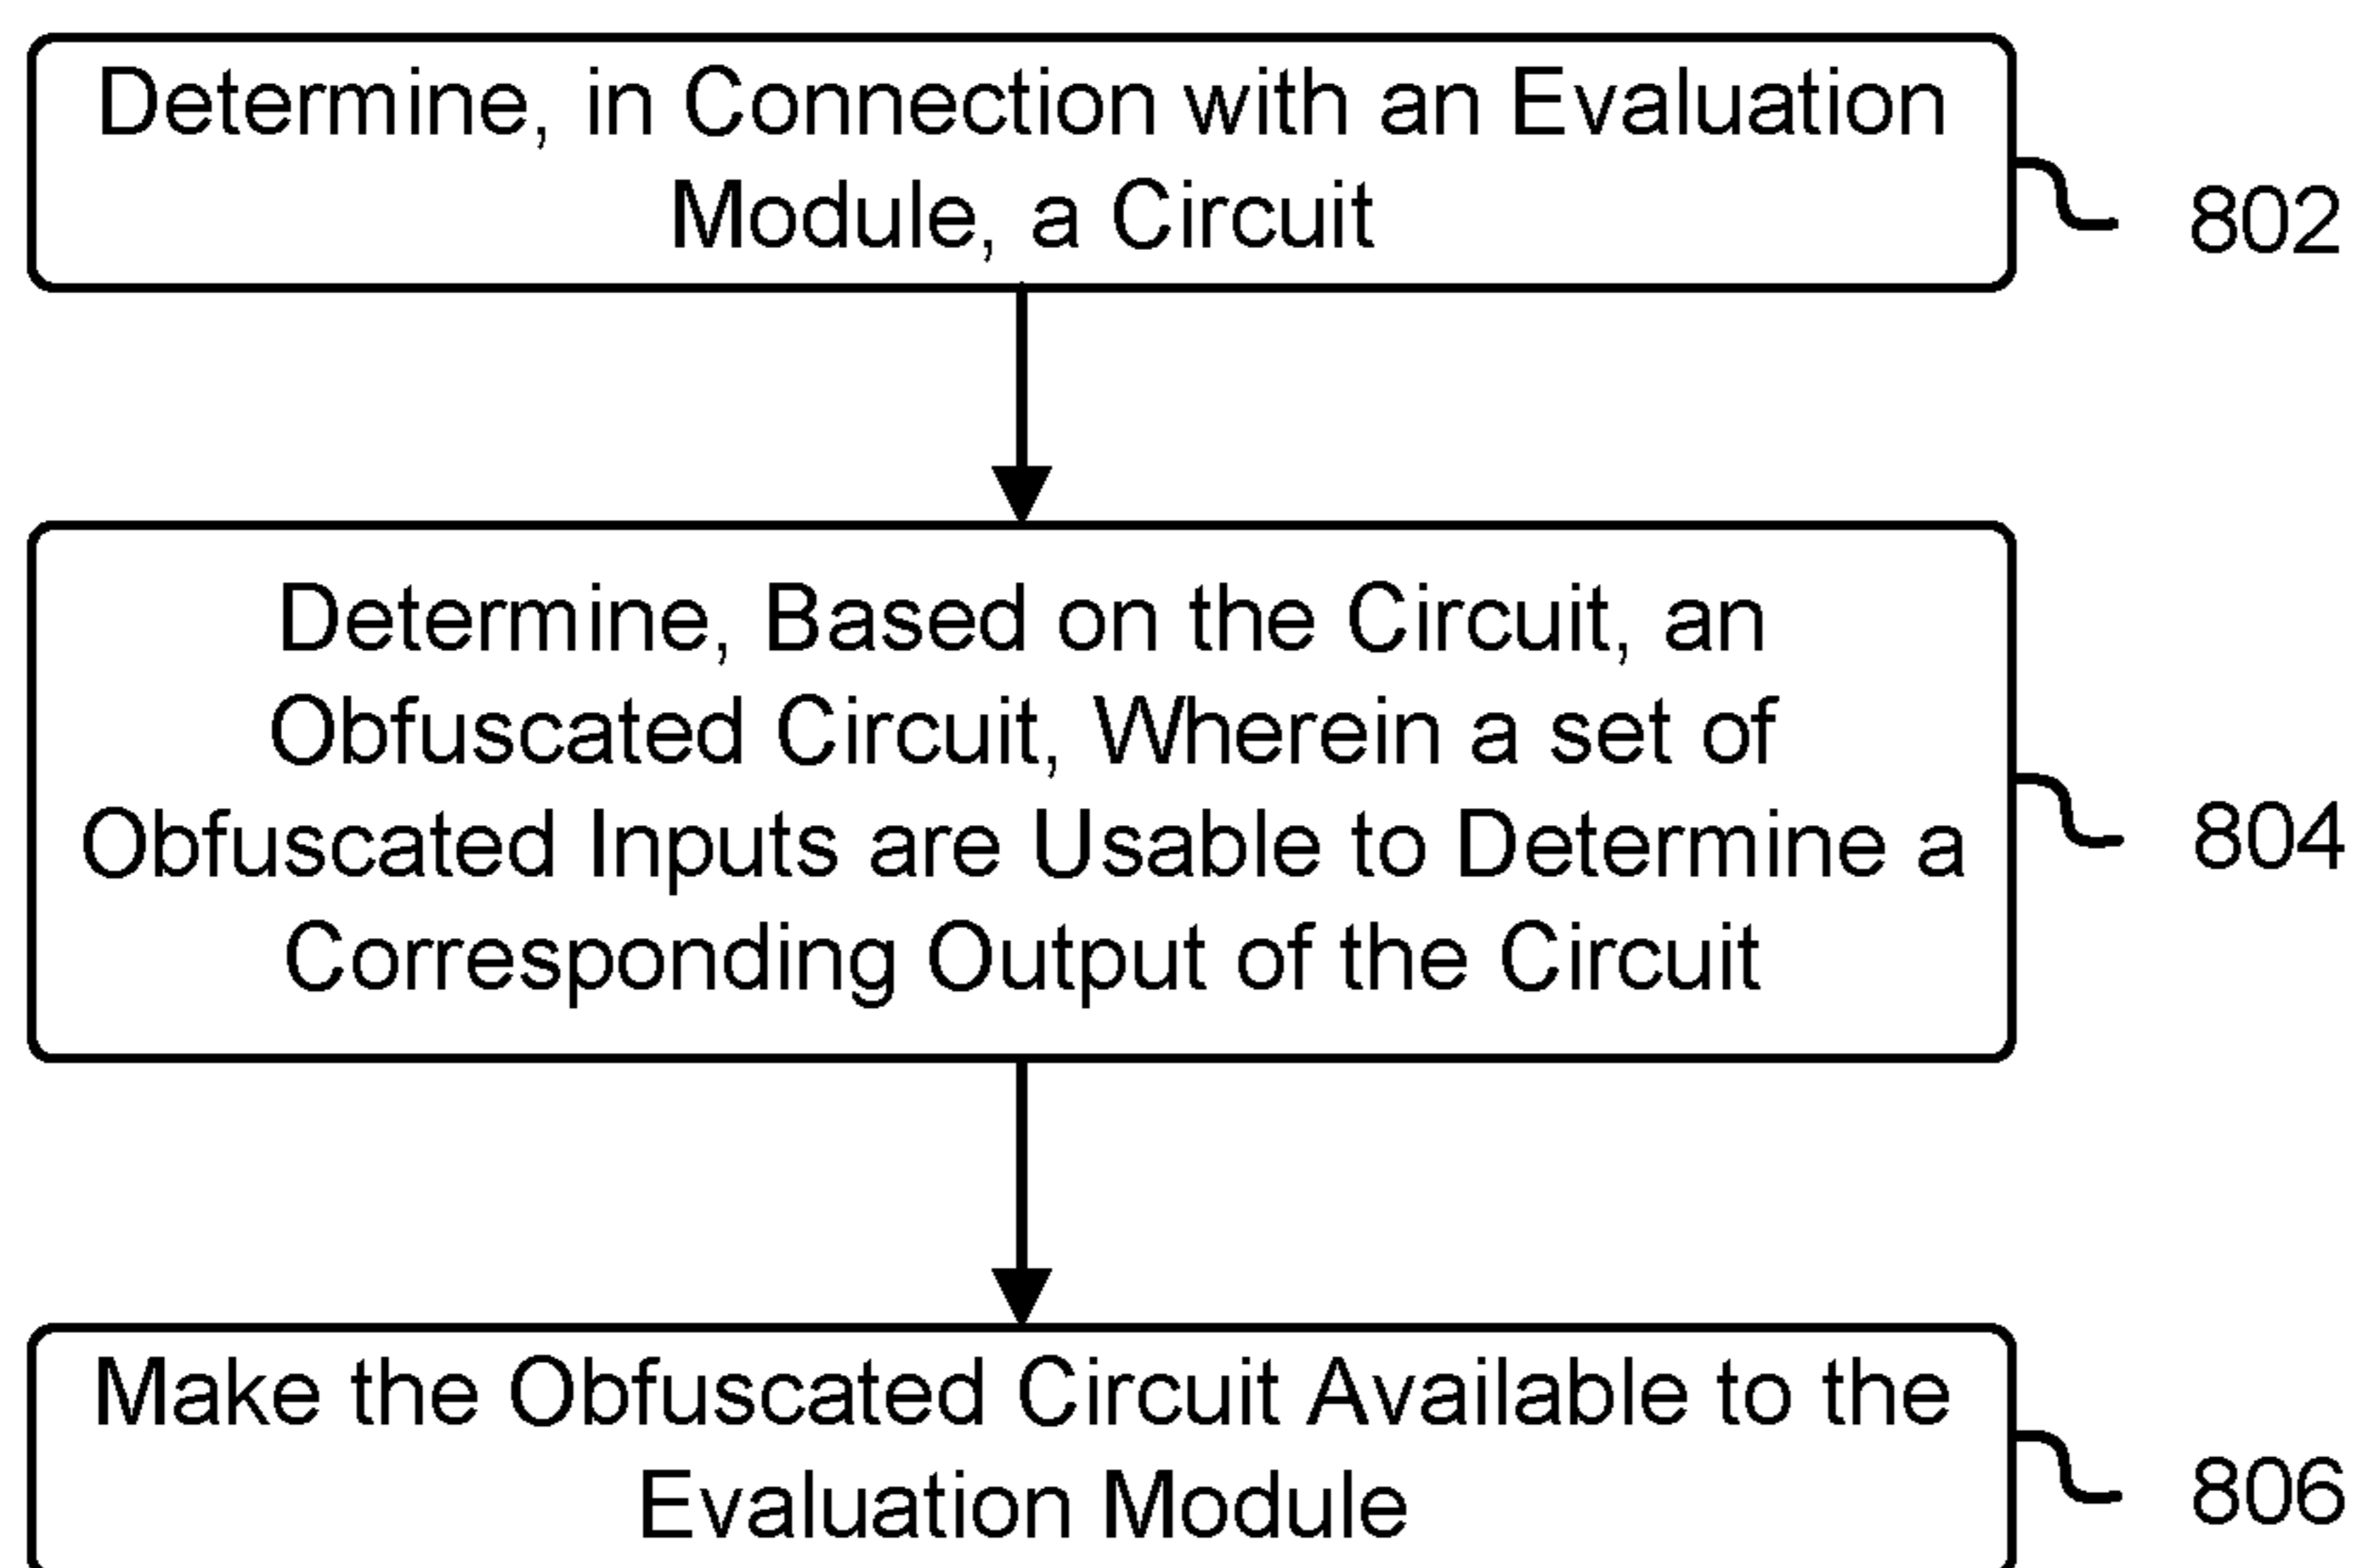 Determine, in Connection with an Evaluation
Module, a Circuit
802
Determine, Based on the Circuit, an
Obfuscated Circuit, Wherein a set of
Obfuscated Inputs are Usable to Determine a
Corresponding Output of the Circuit
804
Make the Obfuscated Circuit Available to the
Evaluation Module
806